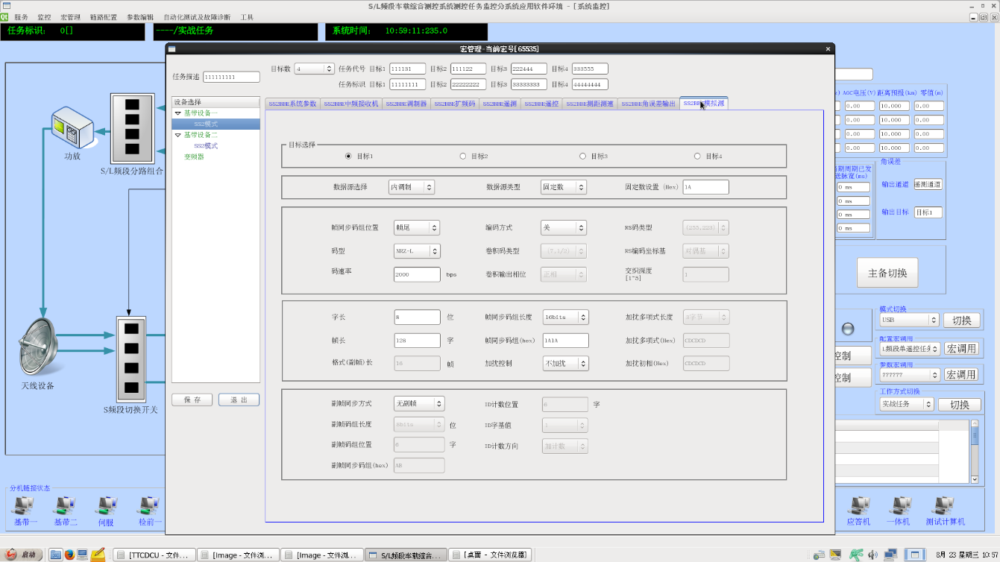 S/L频段车载综合测控系统测控任务监控分系统应用软件环境 - [系统监控]
Qt 服务 监控 宏管理 链路配置 参数编辑 自动化测试及故障诊断 工具
任务标识: 0[] ----/实战任务 系统时间: 10:59:11:235.0
宏管理-当前宏号[65535]
目标数 4 任务代号 目标1 111131 目标2 111122 目标3 222444 目标4 333555
任务描述 111111111
任务标识 目标1 11111111 目标2 22222222 目标3 33333333 目标4 44444444
设备选择
基带设备一
SS2模式
基带设备二
SS2模式
变频器
保 存 退 出
SS2BBE系统参数 SS2BBE中频接收机 SS2BBE调制器 SS2BBE扩频码 SS2BBE遥测 SS2BBE遥控 SS2BBE测距测速 SS2BBE角误差输出 SS2BBE模拟源
目标选择
目标1 目标2 目标3 目标4
数据源选择 内调制 数据源类型 固定数 固定数设置 (Hex) 1A
帧同步码组位置 帧尾 编码方式 关 RS码类型 (255,223)
码型 NRZ-L 卷积码类型 (7,1/2) RS编码坐标基 对偶基
码速率 2000 bps 卷积输出相位 正相 交织深度 [1~5] 1
字长 8 位 帧同步码组长度 16bits 加扰多项式长度 3字节
帧长 128 字 帧同步码组(hex) 1A1A 加扰多项式(Hex) CDCDCD
格式(副帧)长 16 帧 加扰控制 不加扰 加扰初相(Hex) CDCDCD
副帧同步方式 无副帧 ID计数位置 6 字
副帧码组长度 8bits 位 ID字基值 1
副帧码组位置 6 字 ID计数方向 加计数
副帧同步码组(hex) AB
功放
S/L频段分路组合
天线设备
S频段切换开关
AGC电压(V) 距离预报(km) 零值(m)
0.00 10.000 0.00
0.00 10.000 0.00
0.00 10.000 0.00
0.00 10.000 0.00
周期已发
送脉宽(ms)
0 ms
0 ms
0 ms
0 ms
角误差
输出通道 遥测通道
输出目标 目标1
主备切换
模式切换
USB 切换
配置宏调用
L频段单遥控任务 宏调用
参数宏调用
777777 宏调用
工作方式切换
实战任务 切换
控制
控制
分机链接状态
基带一 基带二 伺服 检前一 应答机 一体机 测试计算机
启动 [TTCDCU - 文件... [Image - 文件浏... [Image - 文件浏... S/L频段车载综合... [桌面 - 文件浏览器] 8月 23 星期三 10:57